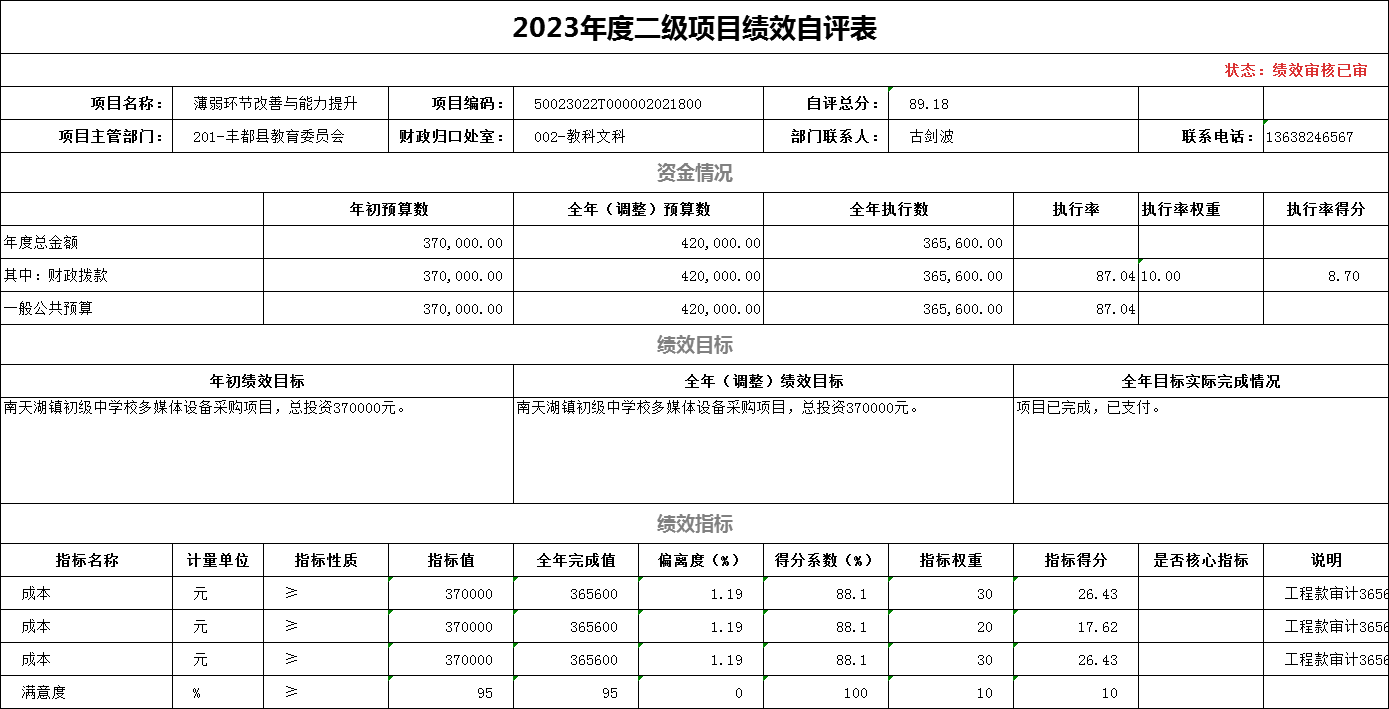 2023年度二级项目绩效自评表
状态：绩效审核已审
项目名称： 薄弱环节改善与能力提升 项目编码： 50023022T000002021800 自评总分： 89.18
项目主管部门： 201-丰都县教育委员会 财政归口处室： 002-教科文科 部门联系人： 古剑波 联系电话： 13638246567
资金情况
年初预算数 全年（调整）预算数 全年执行数 执行率 执行率权重 执行率得分
年度总金额 370,000.00 420,000.00 365,600.00
其中：财政拨款 370,000.00 420,000.00 365,600.00 87.04 10.00 8.70
一般公共预算 370,000.00 420,000.00 365,600.00 87.04
绩效目标
年初绩效目标 全年（调整）绩效目标 全年目标实际完成情况
南天湖镇初级中学校多媒体设备采购项目，总投资370000元。 南天湖镇初级中学校多媒体设备采购项目，总投资370000元。 项目已完成，已支付。
绩效指标
指标名称 计量单位 指标性质 指标值 全年完成值 偏离度（%） 得分系数（%） 指标权重 指标得分 是否核心指标 说明
成本 元 ≥ 370000 365600 1.19 88.1 30 26.43 工程款审计3656
成本 元 ≥ 370000 365600 1.19 88.1 20 17.62 工程款审计3656
成本 元 ≥ 370000 365600 1.19 88.1 30 26.43 工程款审计3656
满意度 % ≥ 95 95 0 100 10 10